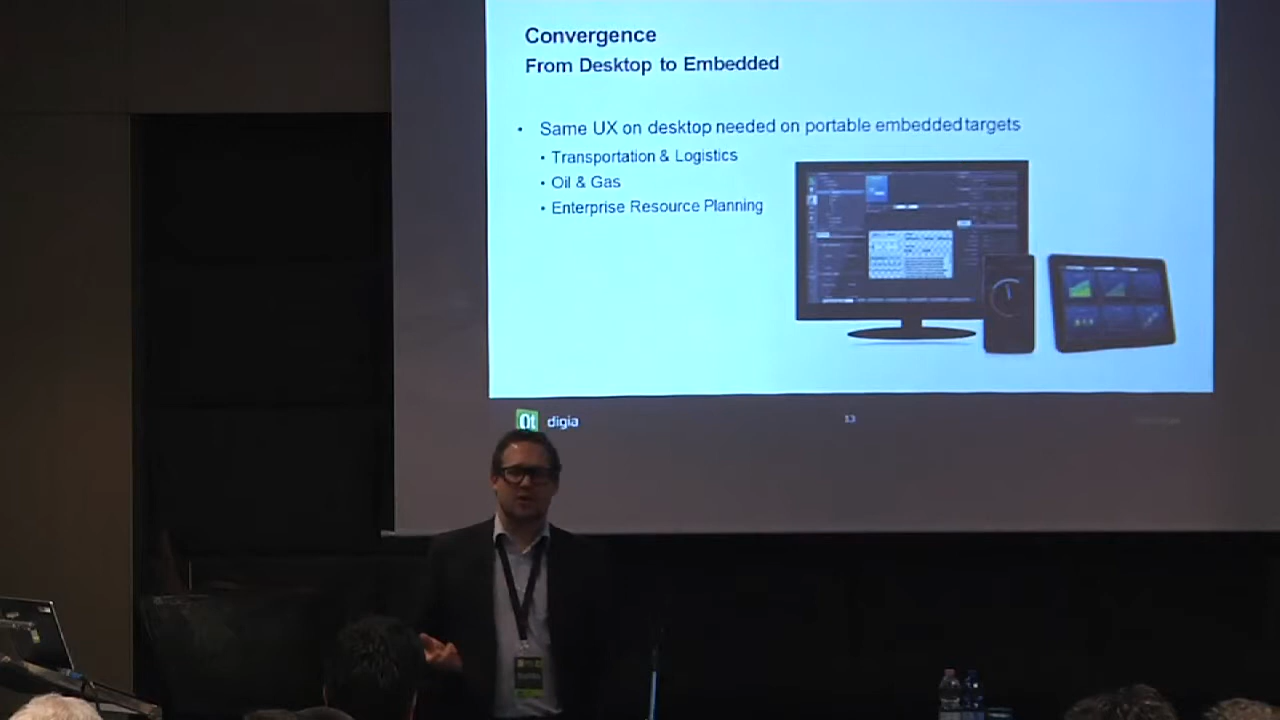 Convergence
From Desktop to Embedded
• Same UX on desktop needed on portable embedded targets
• Transportation & Logistics
• Oil & Gas
• Enterprise Resource Planning
Qt digia
13